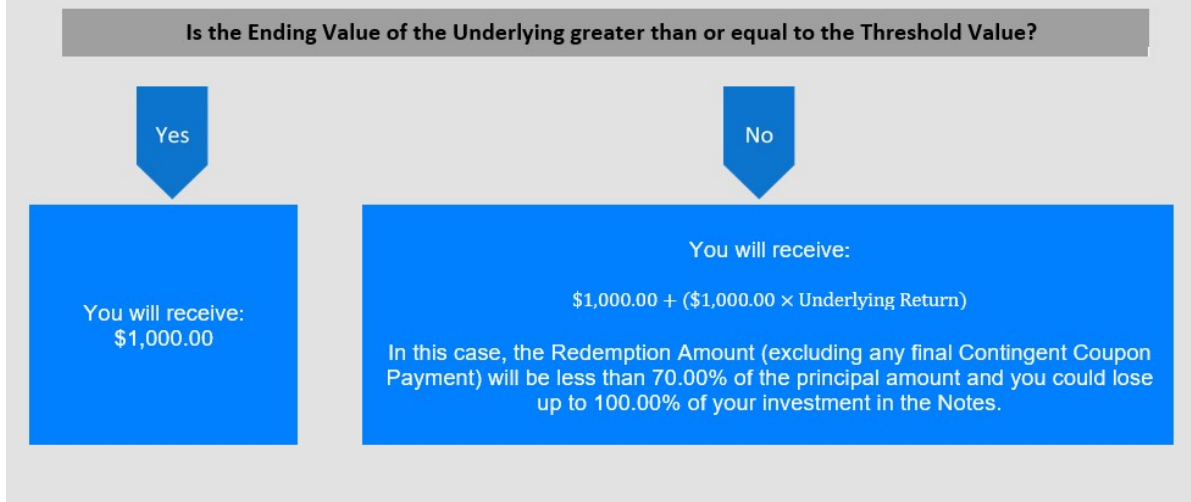 Is the Ending Value of the Underlying greater than or equal to the Threshold Value?
Yes
No
You will receive:
$1,000.00
You will receive:
$1,000.00 + ($1,000.00 × Underlying Return)
In this case, the Redemption Amount (excluding any final Contingent Coupon
Payment) will be less than 70.00% of the principal amount and you could lose
up to 100.00% of your investment in the Notes.